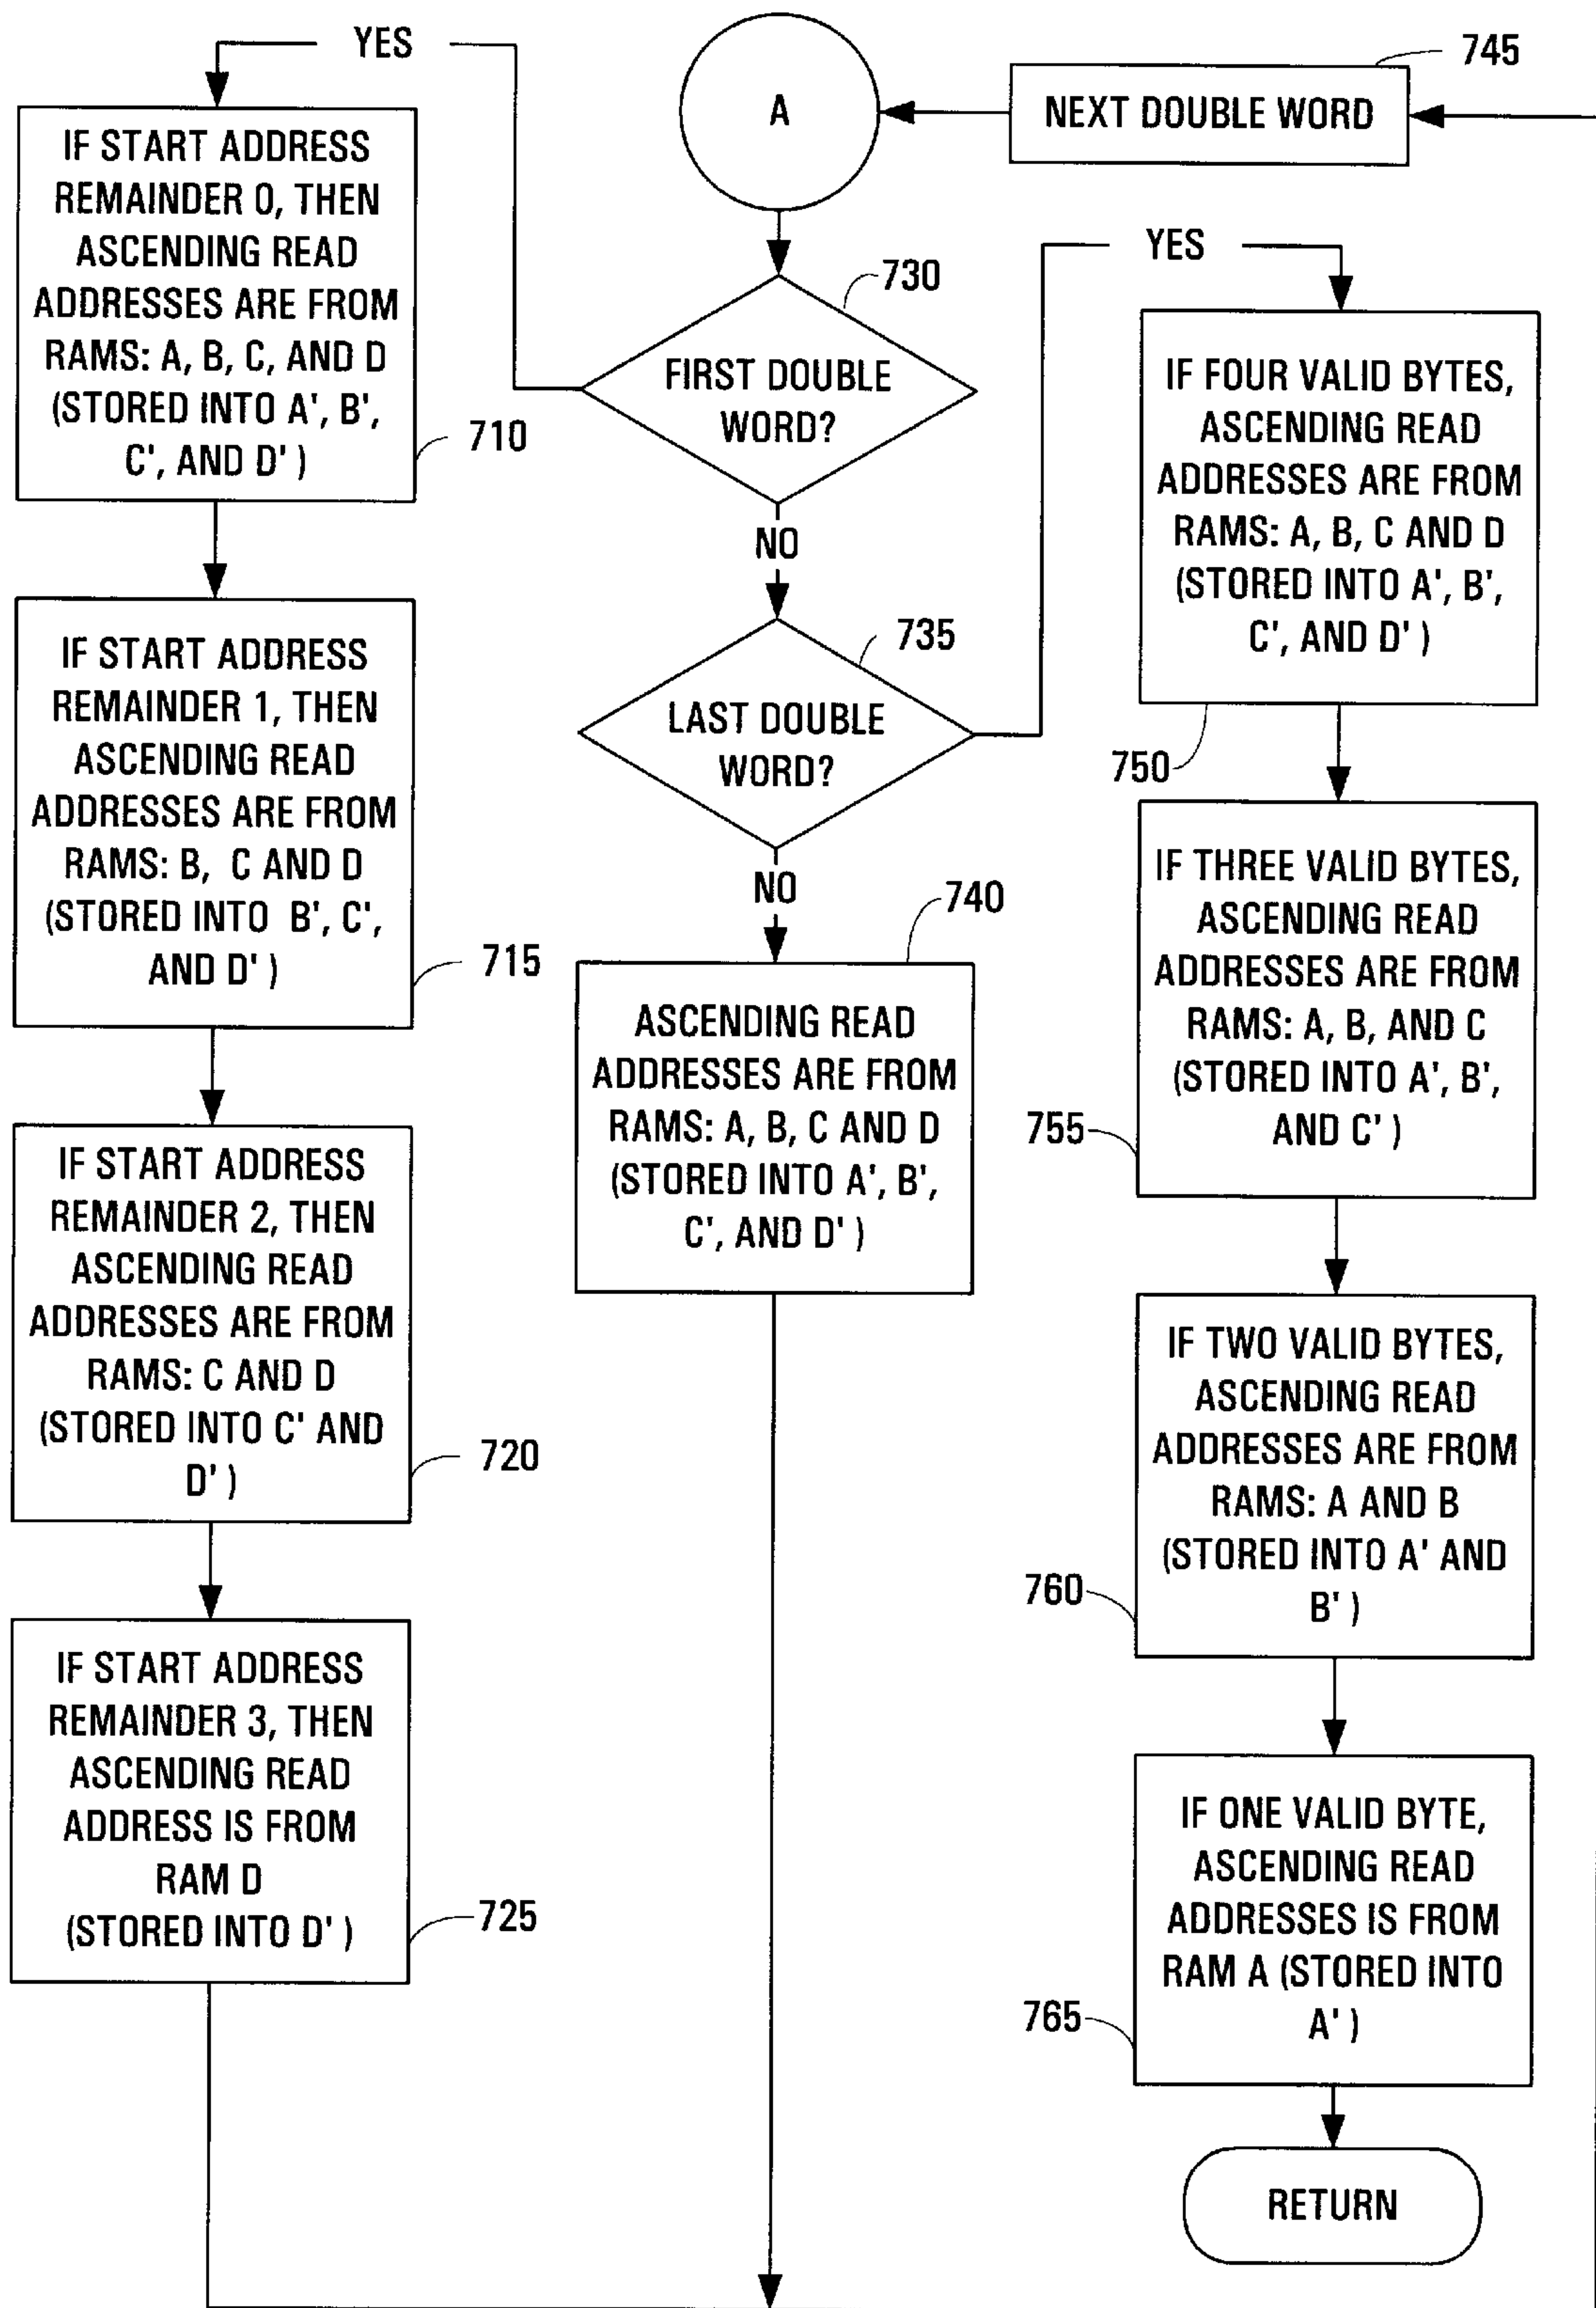 YES
IF START ADDRESS
REMAINDER 0, THEN
ASCENDING READ
ADDRESSES ARE FROM
RAMS: A, B, C, AND D
(STORED INTO A', B',
C', AND D' )
710
IF START ADDRESS
REMAINDER 1, THEN
ASCENDING READ
ADDRESSES ARE FROM
RAMS: B, C AND D
(STORED INTO B', C',
AND D' )
715
IF START ADDRESS
REMAINDER 2, THEN
ASCENDING READ
ADDRESSES ARE FROM
RAMS: C AND D
(STORED INTO C' AND
D' )
720
IF START ADDRESS
REMAINDER 3, THEN
ASCENDING READ
ADDRESS IS FROM
RAM D
(STORED INTO D' )
725
A
745
NEXT DOUBLE WORD
730
FIRST DOUBLE
WORD?
NO
735
LAST DOUBLE
WORD?
NO
740
ASCENDING READ
ADDRESSES ARE FROM
RAMS: A, B, C AND D
(STORED INTO A', B',
C', AND D' )
YES
IF FOUR VALID BYTES,
ASCENDING READ
ADDRESSES ARE FROM
RAMS: A, B, C AND D
(STORED INTO A', B',
C', AND D' )
750
IF THREE VALID BYTES,
ASCENDING READ
ADDRESSES ARE FROM
RAMS: A, B, AND C
(STORED INTO A', B',
AND C' )
755
IF TWO VALID BYTES,
ASCENDING READ
ADDRESSES ARE FROM
RAMS: A AND B
(STORED INTO A' AND
B' )
760
IF ONE VALID BYTE,
ASCENDING READ
ADDRESSES IS FROM
RAM A (STORED INTO
A' )
765
RETURN